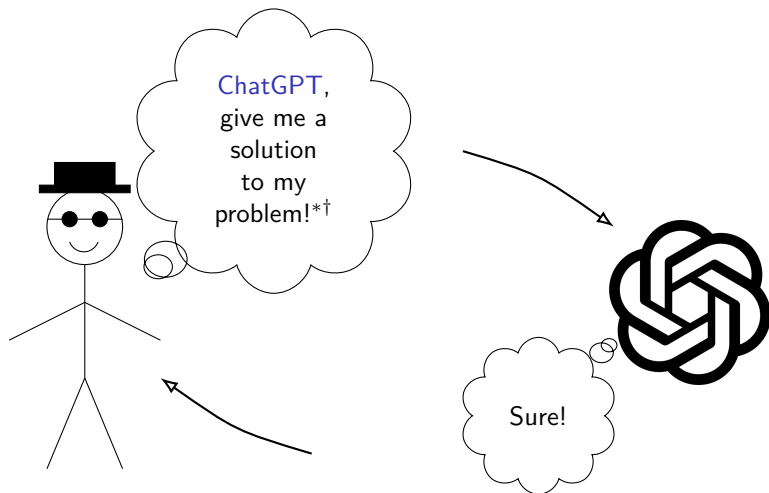 ChatGPT,
give me a
solution
to my
problem!*†
Sure!